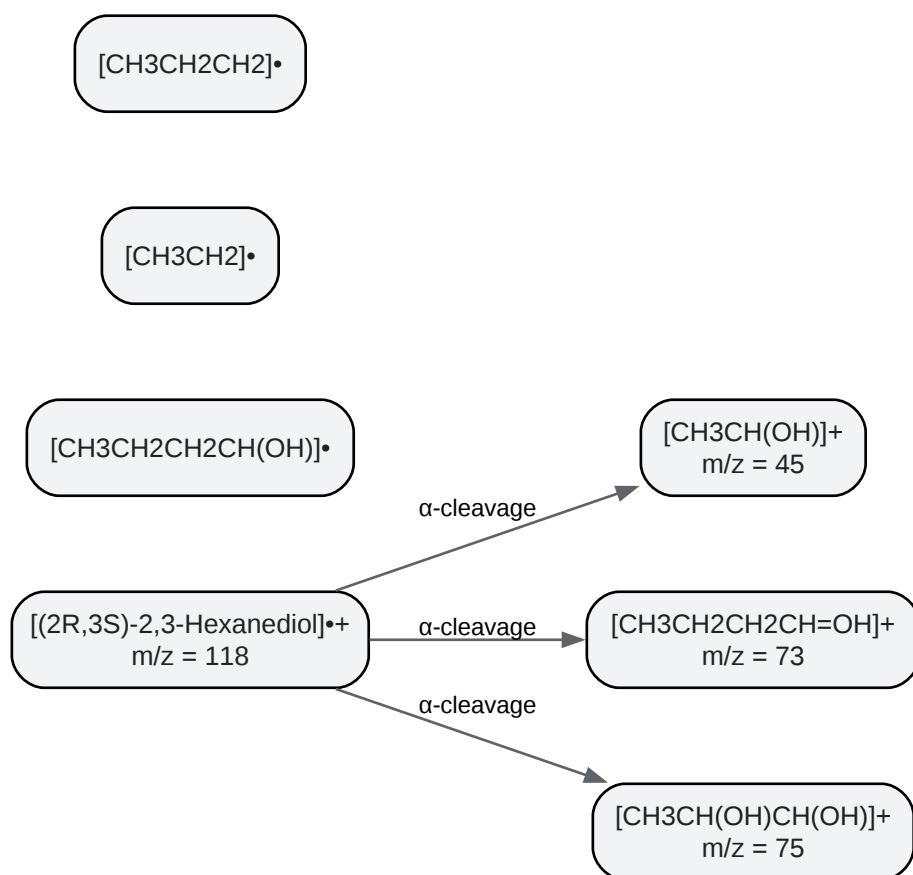 [CH3CH2CH2]•
[CH3CH2]•
[CH3CH2CH2CH(OH)]•
[CH3CH(OH)]+
m/z = 45
α-cleavage
[(2R,3S)-2,3-Hexanediol]•+
m/z = 118
α-cleavage
[CH3CH2CH2CH=OH]+
m/z = 73
α-cleavage
[CH3CH(OH)CH(OH)]+
m/z = 75